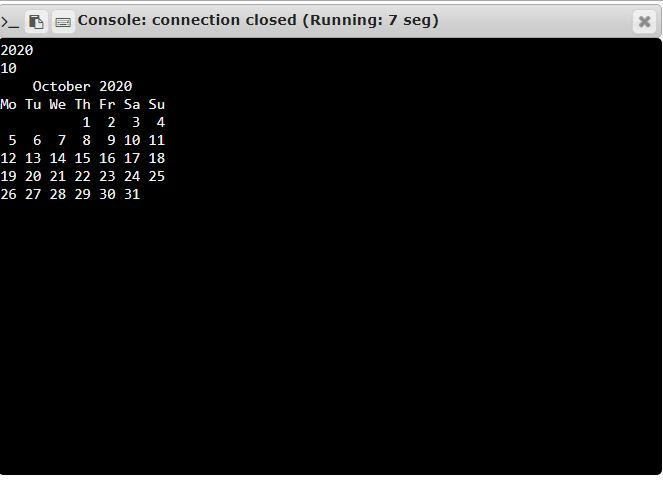 >_ Console: connection closed (Running: 7 seg)
2020
10
    October 2020
Mo Tu We Th Fr Sa Su
          1  2  3  4
 5  6  7  8  9 10 11
12 13 14 15 16 17 18
19 20 21 22 23 24 25
26 27 28 29 30 31